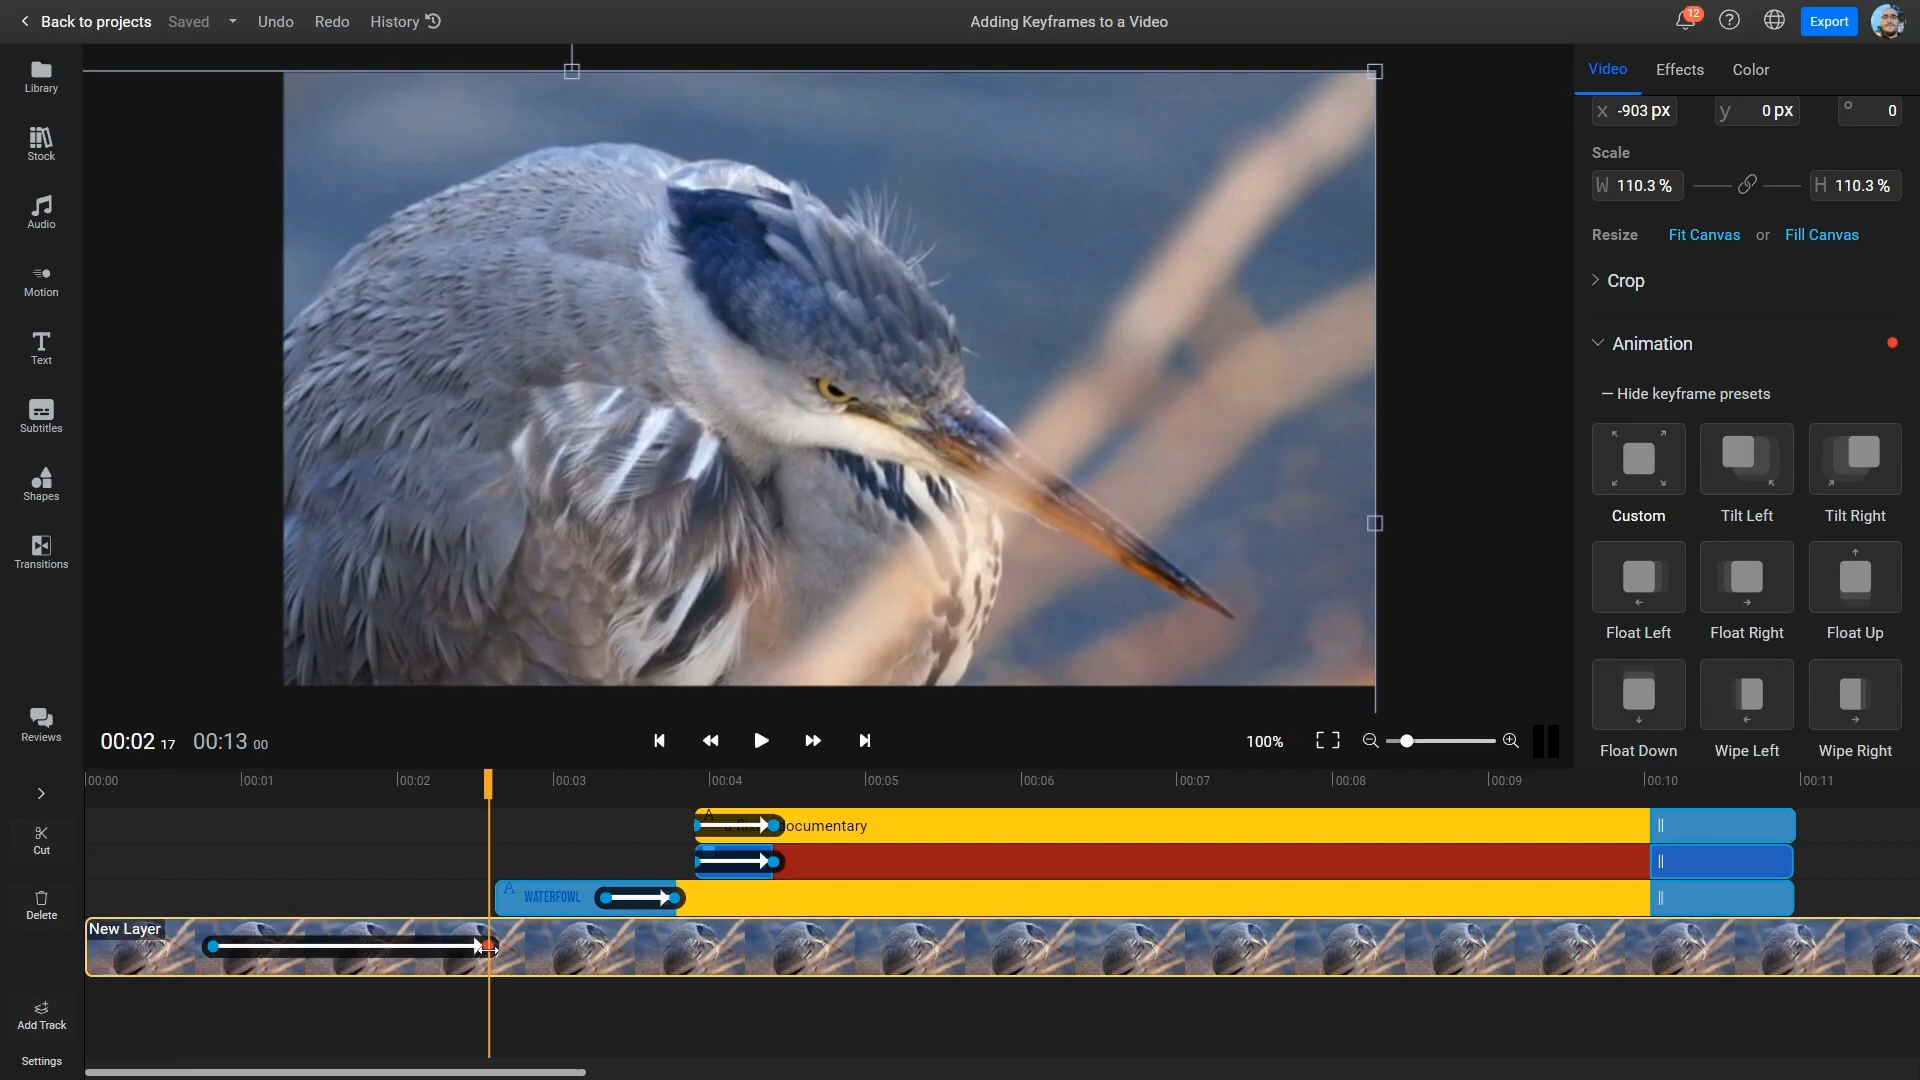 Back to projects Saved Undo Redo History
Adding Keyframes to a Video
12
Export
Library
Stock
Audio
Motion
Text
Subtitles
Shapes
Transitions
Reviews
Video Effects Color
X -903 px y 0 px ° 0
Scale
W 110.3 % H 110.3 %
Resize Fit Canvas or Fill Canvas
Crop
Animation
Hide keyframe presets
Custom Tilt Left Tilt Right
Float Left Float Right Float Up
Float Down Wipe Left Wipe Right
00:02 17 00:13 00
100%
00:00 00:01 00:02 00:03 00:04 00:05 00:06 00:07 00:08 00:09 00:10 00:11
Cut
Delete
Add Track
Settings
A documentary
A WATERFOWL
New Layer